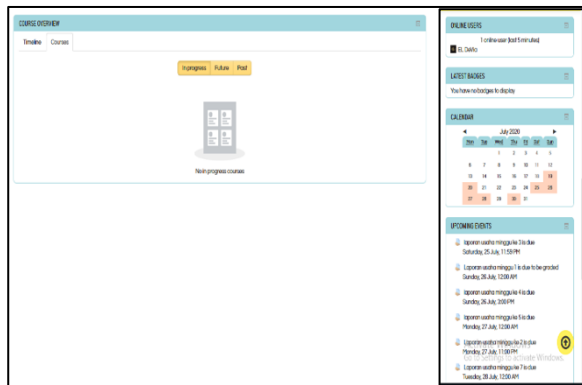 COURSE OVERVIEW
Timeline Courses
In progress Future Past
No in progress courses
ONLINE USERS
1 online user (last 5 minutes)
LATEST BADGES
You have no badges to display
CALENDAR
◄ July 2020 ►
Mon Tue Wed Thu Fri Sat Sun
1 2 3 4 5
6 7 8 9 10 11 12
13 14 15 16 17 18 19
20 21 22 23 24 25 26
27 28 29 30 31
UPCOMING EVENTS
laporan usaha minggu ke 3 is due
Saturday, 25 July, 11:59 PM
Laporan usaha minggu 1 is due to be graded
Sunday, 26 July, 12:00 AM
laporan usaha minggu ke 4 is due
Sunday, 26 July, 3:00 PM
laporan usaha minggu ke 5 is due
Monday, 27 July, 12:00 AM
Laporan usaha minggu ke 2 is due
Monday, 27 July, 11:00 PM
Go to Settings to activate Windows.
Laporan usaha minggu ke 7 is due
Tuesday, 28 July, 12:00 AM